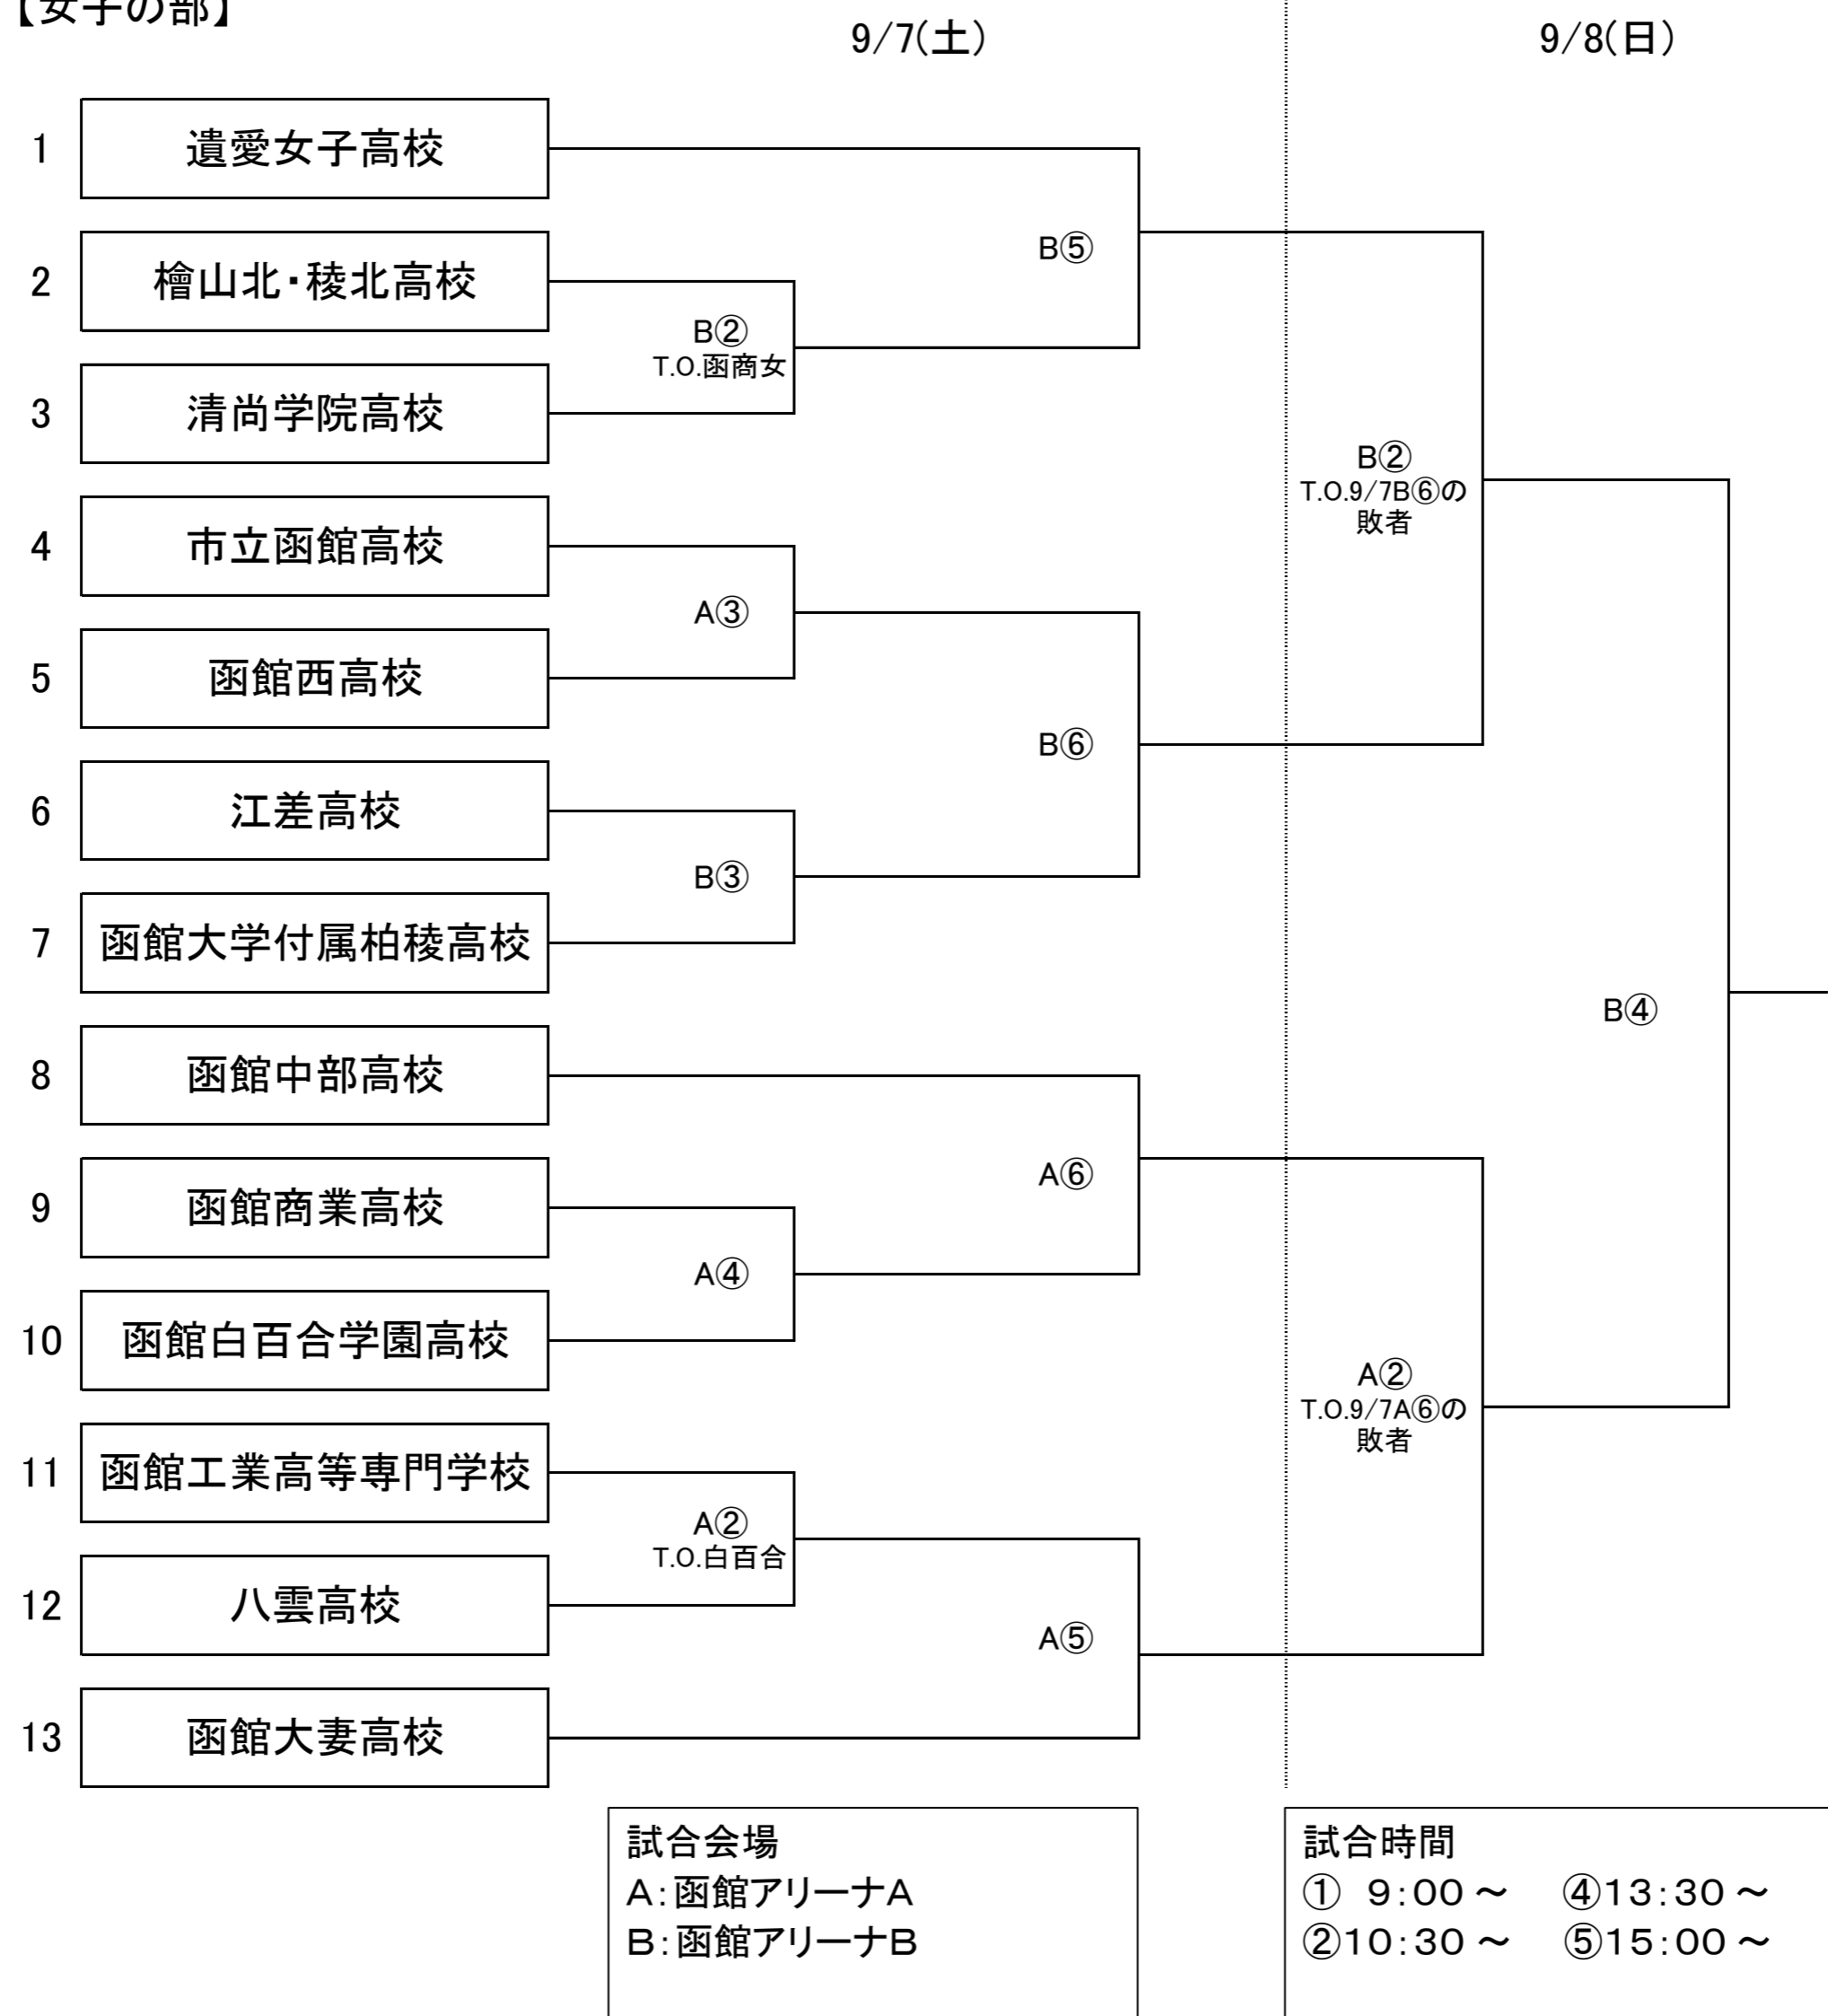 【女子の部】
9/7(土)
9/8(日)
1 遺愛女子高校
B⑤
2 檜山北・稜北高校
B②
T.O.函商女
3 清尚学院高校
B②
T.O.9/7B⑥の
敗者
4 市立函館高校
A③
5 函館西高校
B⑥
6 江差高校
B③
7 函館大学付属柏稜高校
B④
8 函館中部高校
A⑥
9 函館商業高校
A④
10 函館白百合学園高校
A②
T.O.9/7A⑥の
敗者
11 函館工業高等専門学校
A②
T.O.白百合
12 八雲高校
A⑤
13 函館大妻高校
試合会場
A:函館アリーナA
B:函館アリーナB
試合時間
① 9:00～ ④13:30～
②10:30～ ⑤15:00～